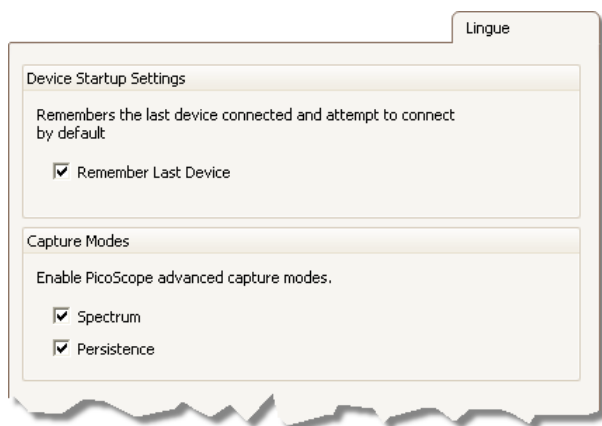 Lingue
Device Startup Settings
Remembers the last device connected and attempt to connect
by default
Remember Last Device
Capture Modes
Enable PicoScope advanced capture modes.
Spectrum
Persistence